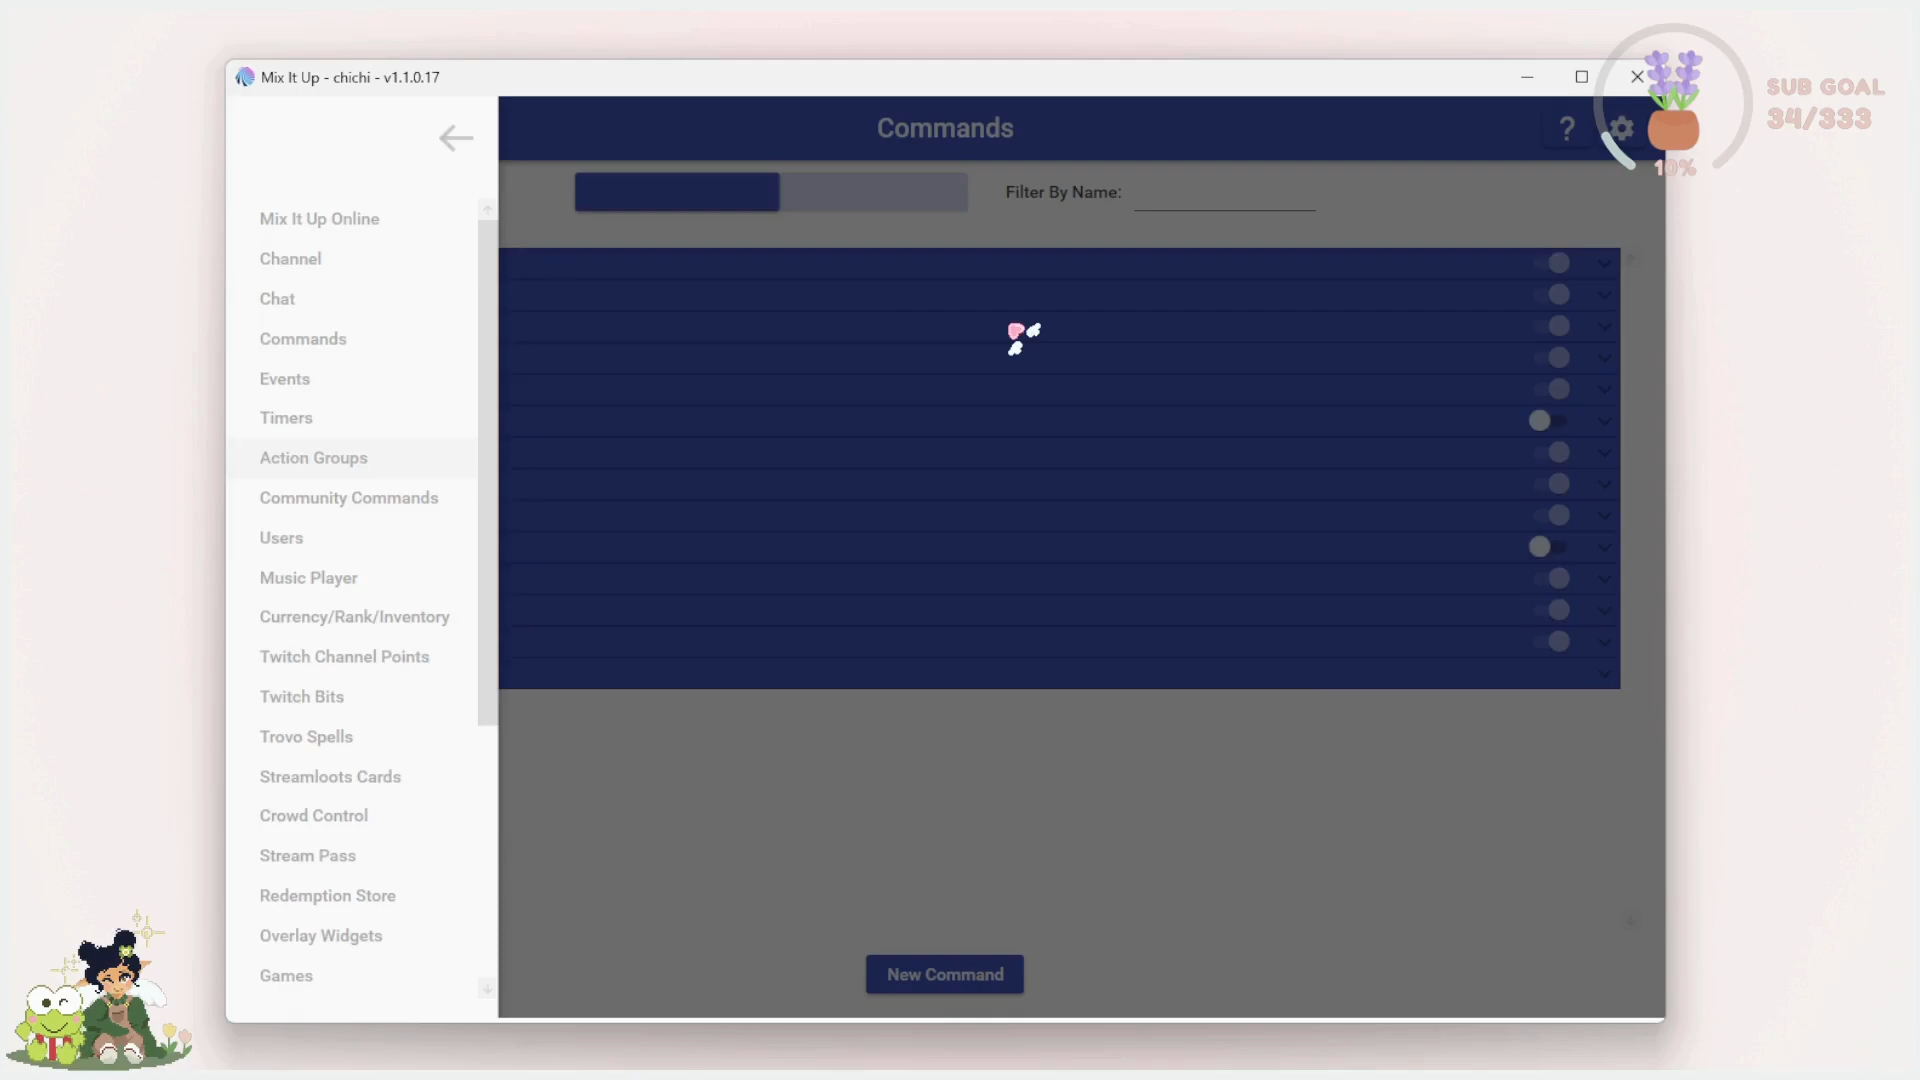 Mix It Up - chichi - v1.1.0.17
SUB GOAL
34/333
10%
Commands
?
Filter By Name:
Mix It Up Online
Channel
Chat
Commands
Events
Timers
Action Groups
Community Commands
Users
Music Player
Currency/Rank/Inventory
Twitch Channel Points
Twitch Bits
Trovo Spells
Streamloots Cards
Crowd Control
Stream Pass
Redemption Store
Overlay Widgets
Games
New Command